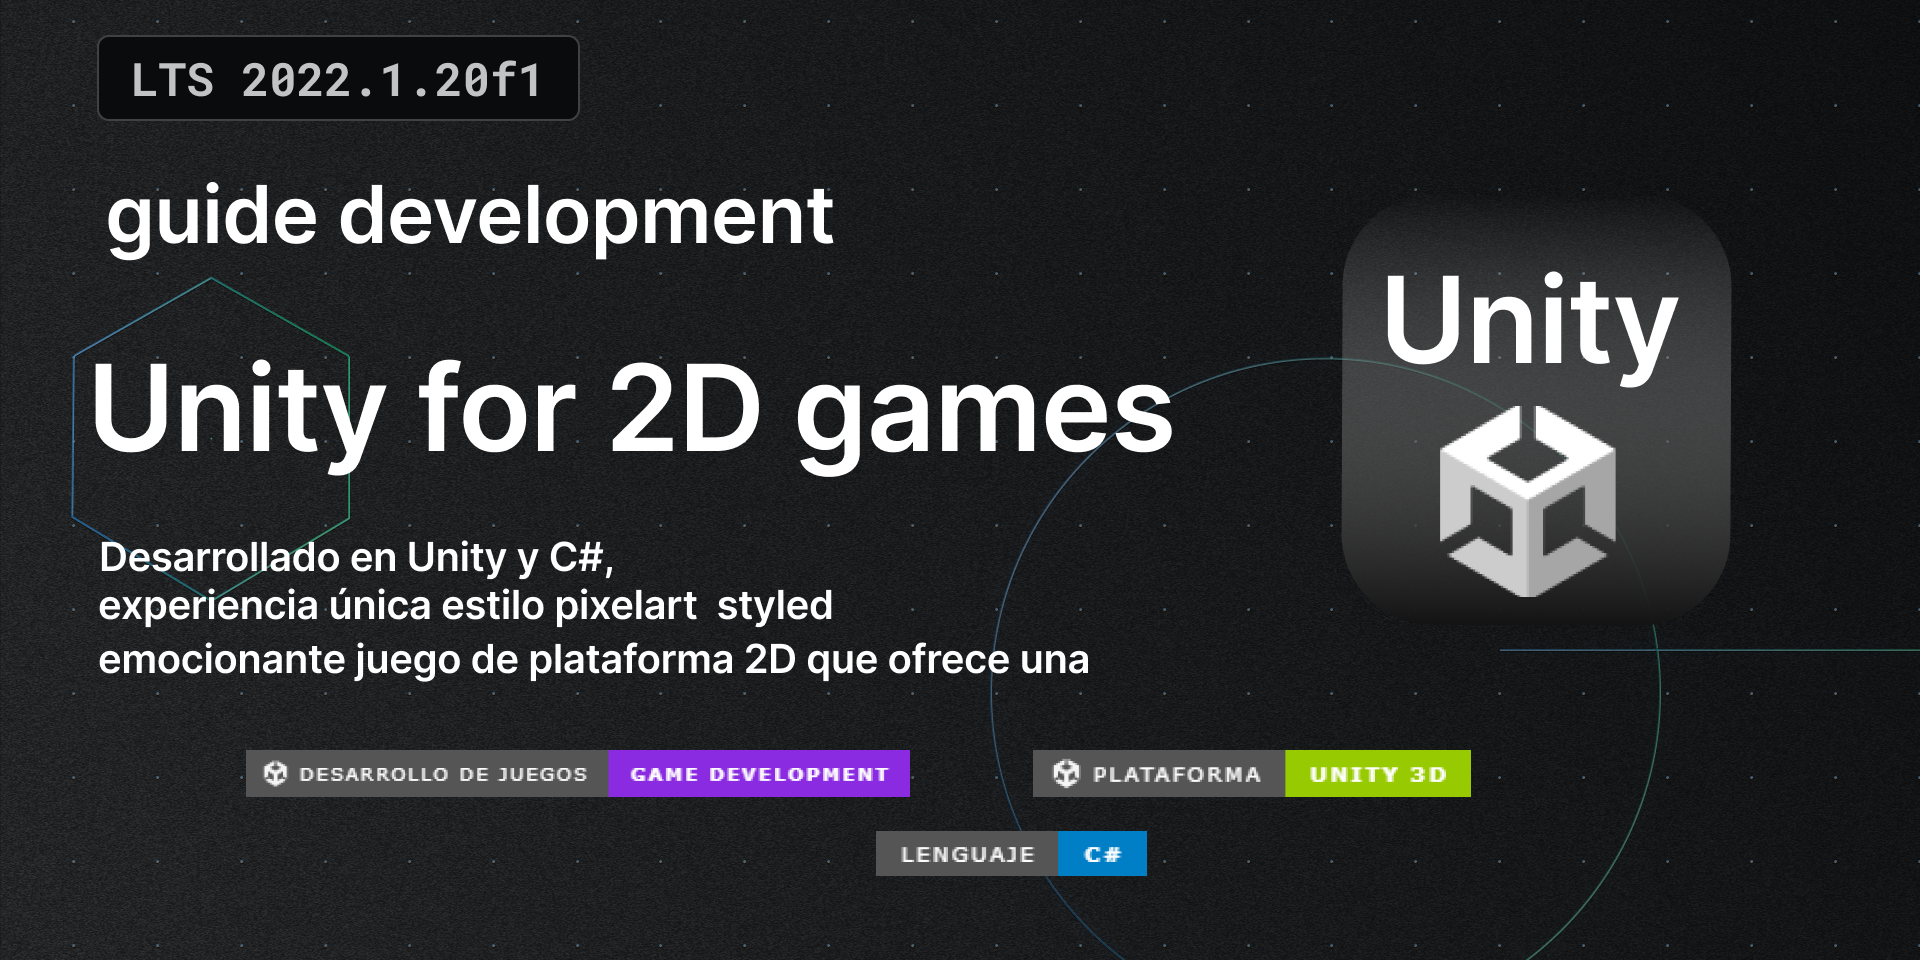 LTS 2022.1.20f1
guide development
Unity for 2D games
Unity
Desarrollado en Unity y C#,
experiencia única estilo pixelart  styled
emocionante juego de plataforma 2D que ofrece una
DESARROLLO DE JUEGOS GAME DEVELOPMENT
PLATAFORMA UNITY 3D
LENGUAJE C#